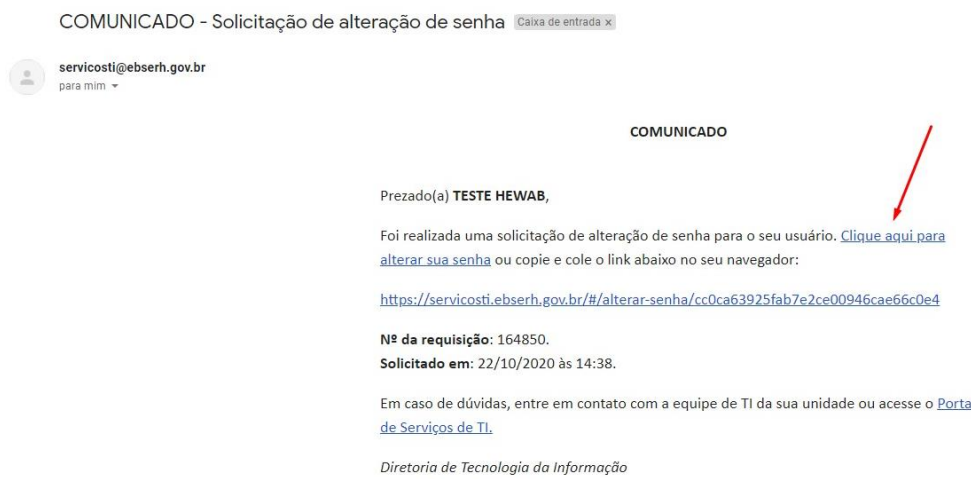 COMUNICADO - Solicitação de alteração de senha Caixa de entrada x
servicosti@ebserh.gov.br
para mim
COMUNICADO
Prezado(a) TESTE HEWAB,
Foi realizada uma solicitação de alteração de senha para o seu usuário. Clique aqui para
alterar sua senha ou copie e cole o link abaixo no seu navegador:
https://servicosti.ebserh.gov.br/#/alterar-senha/cc0ca63925fab7e2ce00946cae66c0e4
Nº da requisição: 164850.
Solicitado em: 22/10/2020 às 14:38.
Em caso de dúvidas, entre em contato com a equipe de TI da sua unidade ou acesse o Porta
de Serviços de TI.
Diretoria de Tecnologia da Informação